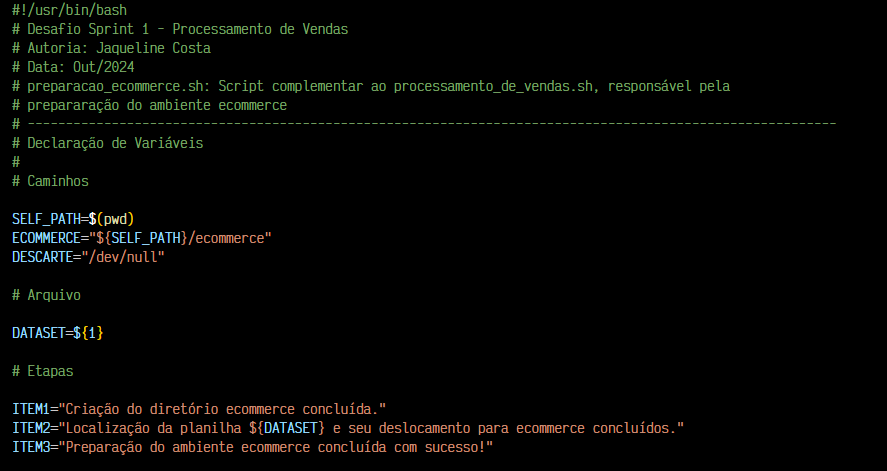 #!/usr/bin/bash
# Desafio Sprint 1 - Processamento de Vendas
# Autoria: Jaqueline Costa
# Data: Out/2024
# preparacao_ecommerce.sh: Script complementar ao processamento_de_vendas.sh, responsável pela
# prepararação do ambiente ecommerce
# ----------------------------------------------------------------------------------------------------------
# Declaração de Variáveis
#
# Caminhos
SELF_PATH=$(pwd)
ECOMMERCE="${SELF_PATH}/ecommerce"
DESCARTE="/dev/null"
# Arquivo
DATASET=${1}
# Etapas
ITEM1="Criação do diretório ecommerce concluída."
ITEM2="Localização da planilha ${DATASET} e seu deslocamento para ecommerce concluídos."
ITEM3="Preparação do ambiente ecommerce concluída com sucesso!"